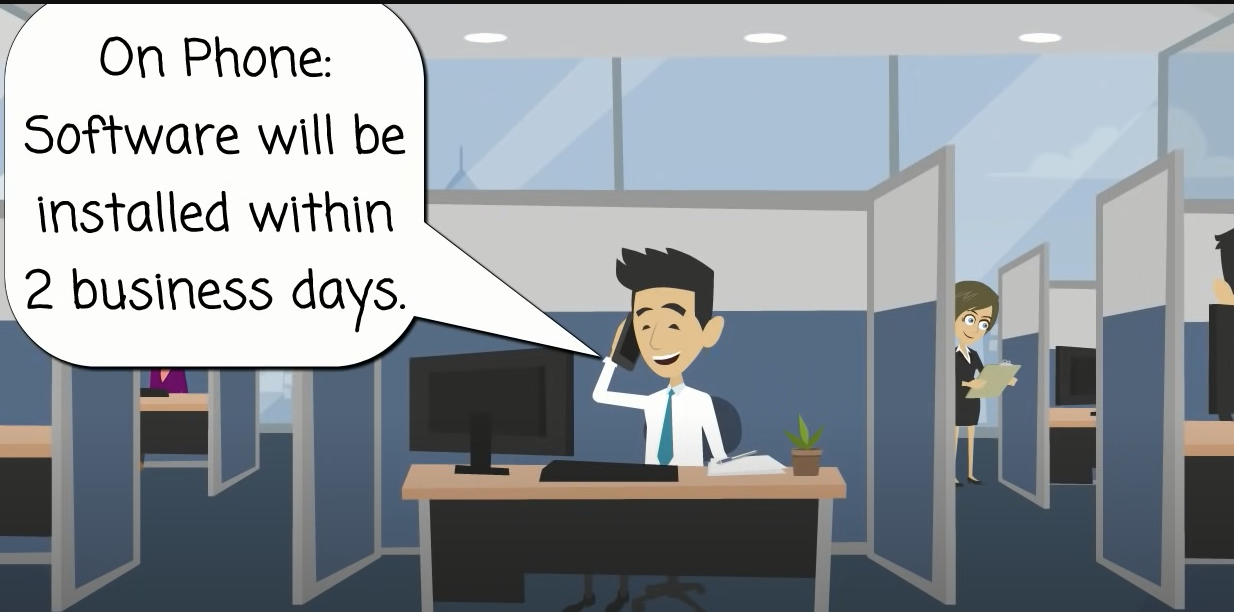 On Phone:
Software will be
installed within
2 business days.